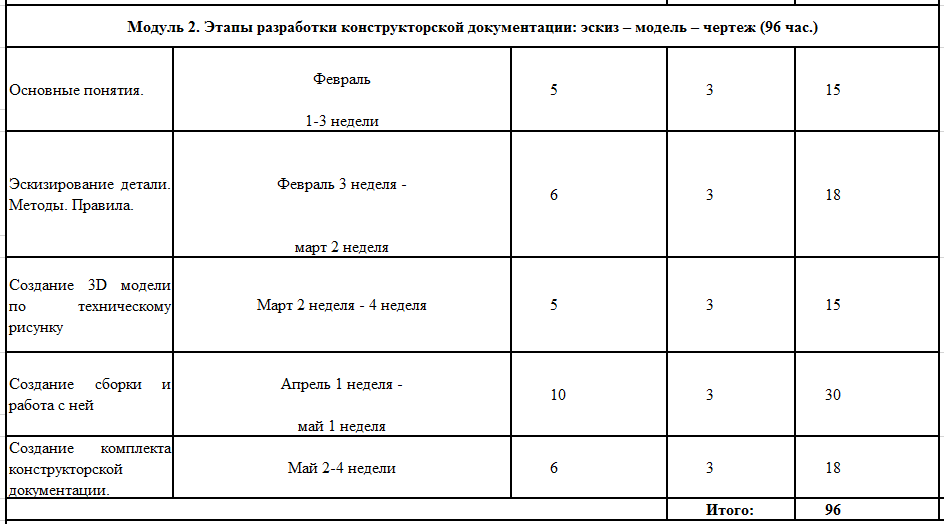 Модуль 2. Этапы разработки конструкторской документации: эскиз – модель – чертеж (96 час.)
Основные понятия.
Февраль
1-3 недели
5
3
15
Эскизирование детали.
Методы. Правила.
Февраль 3 неделя -
март 2 неделя
6
3
18
Создание 3D модели
по техническому
рисунку
Март 2 неделя - 4 неделя
5
3
15
Создание сборки и
работа с ней
Апрель 1 неделя -
май 1 неделя
10
3
30
Создание комплекта
конструкторской
документации.
Май 2-4 недели
6
3
18
Итого:
96